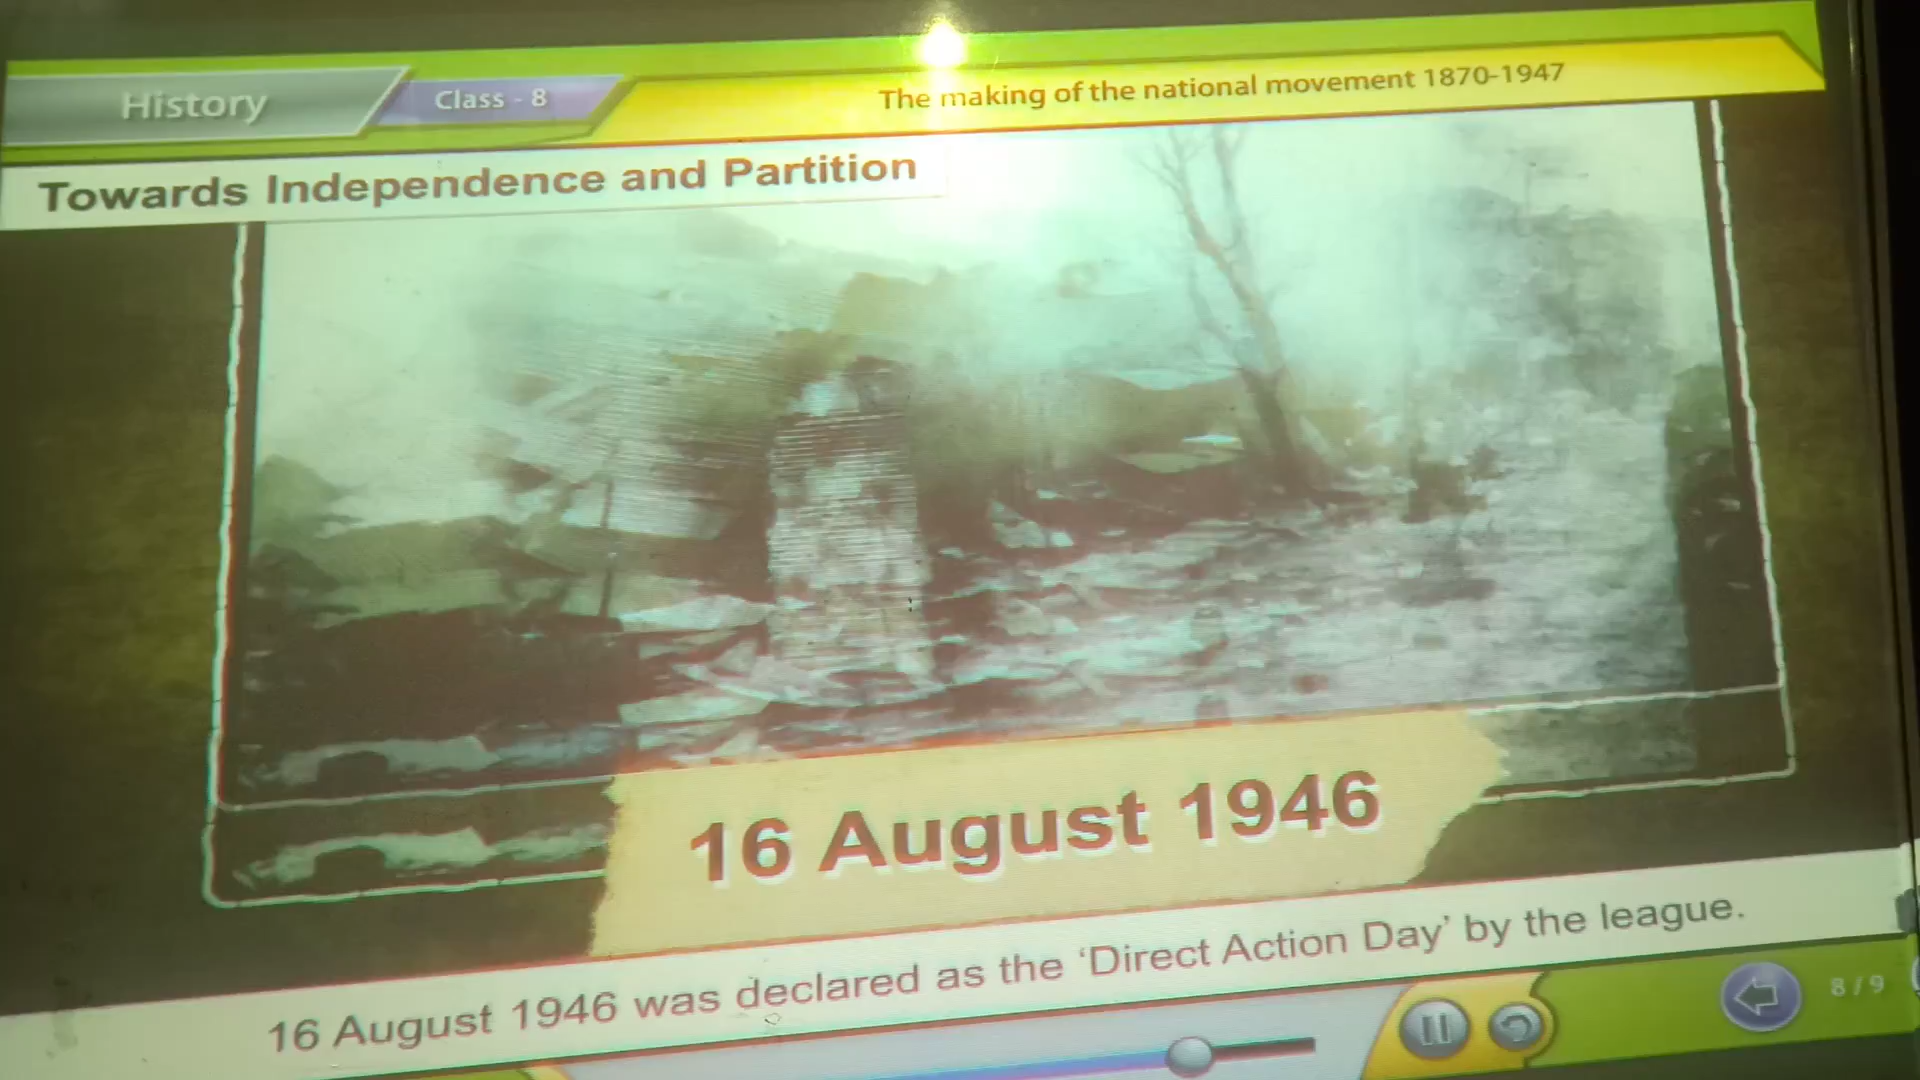 History
Class - 8
The making of the national movement 1870-1947
Towards Independence and Partition
16 August 1946
16 August 1946 was declared as the ‘Direct Action Day’ by the league.
8 / 9